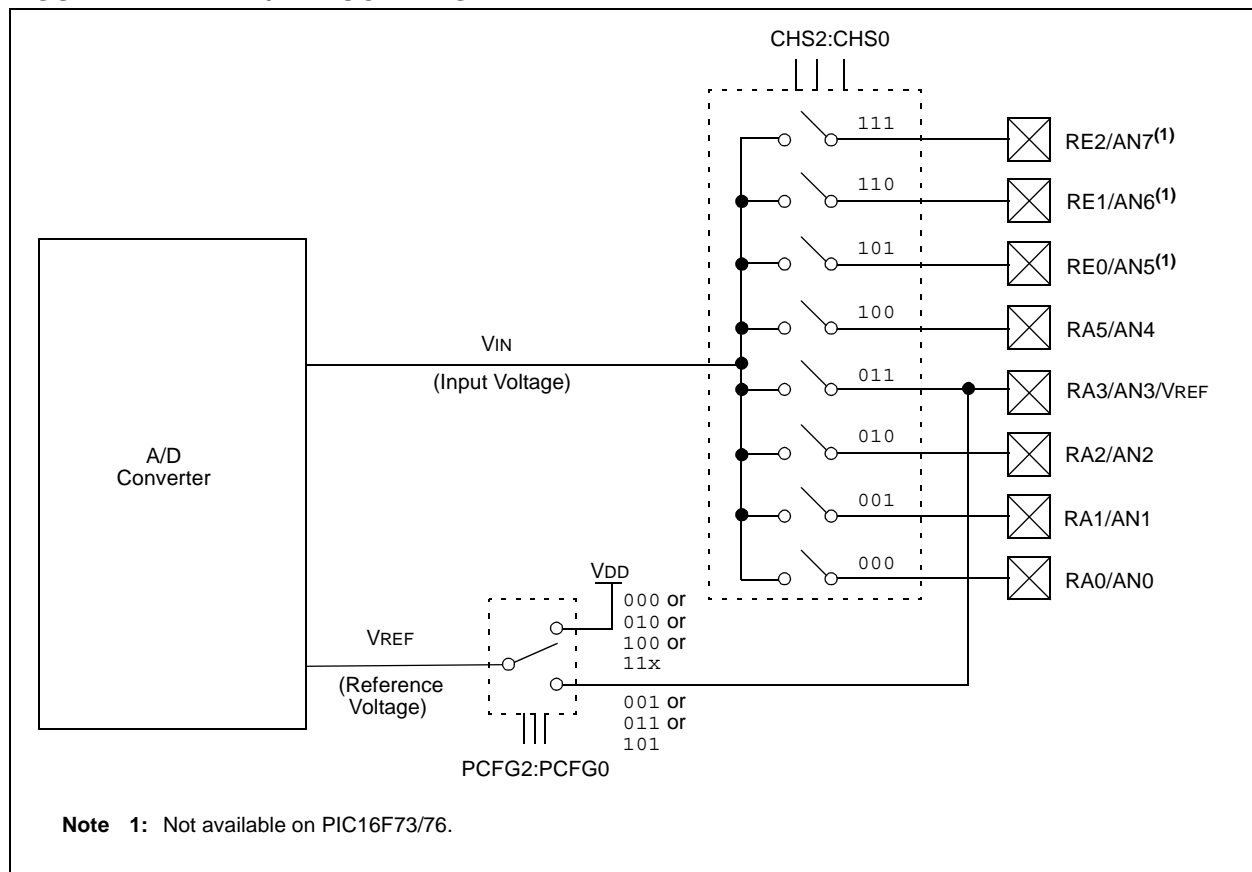 CHS2:CHS0
111
RE2/AN7(1)
110
RE1/AN6(1)
101
RE0/AN5(1)
100
RA5/AN4
VIN
(Input Voltage)
011
RA3/AN3/VREF
A/D
Converter
010
RA2/AN2
001
RA1/AN1
000
RA0/AN0
VDD
000 or
010 or
100 or
11x
VREF
(Reference
Voltage)
001 or
011 or
101
PCFG2:PCFG0
Note 1: Not available on PIC16F73/76.